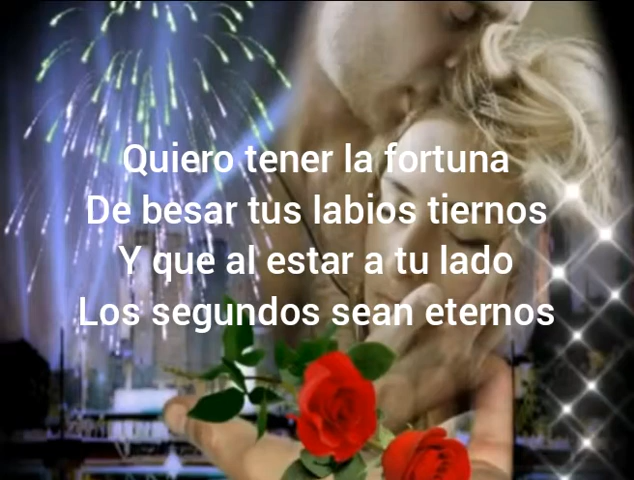 Quiero tener la fortuna
De besar tus labios tiernos
Y que al estar a tu lado
Los segundos sean eternos